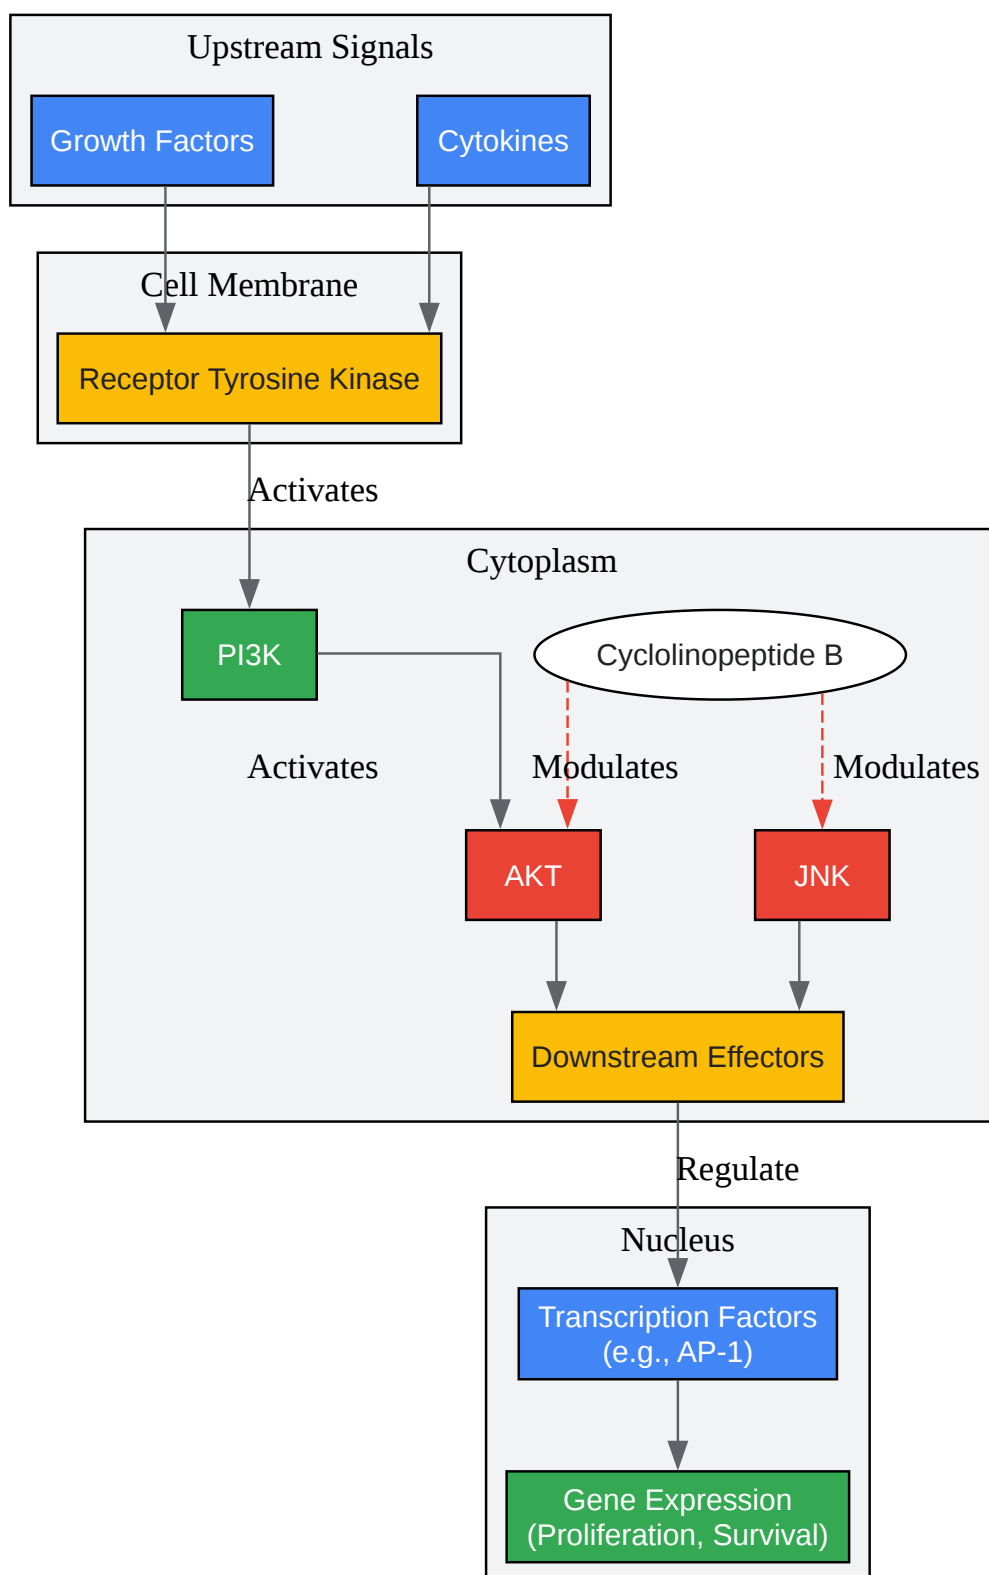 Upstream Signals
Growth Factors
Cytokines
Cell Membrane
Receptor Tyrosine Kinase
Activates
Cytoplasm
PI3K
Cyclolinopeptide B
Activates
Modulates
Modulates
AKT
JNK
Downstream Effectors
Regulate
Nucleus
Transcription Factors
(e.g., AP-1)
Gene Expression
(Proliferation, Survival)